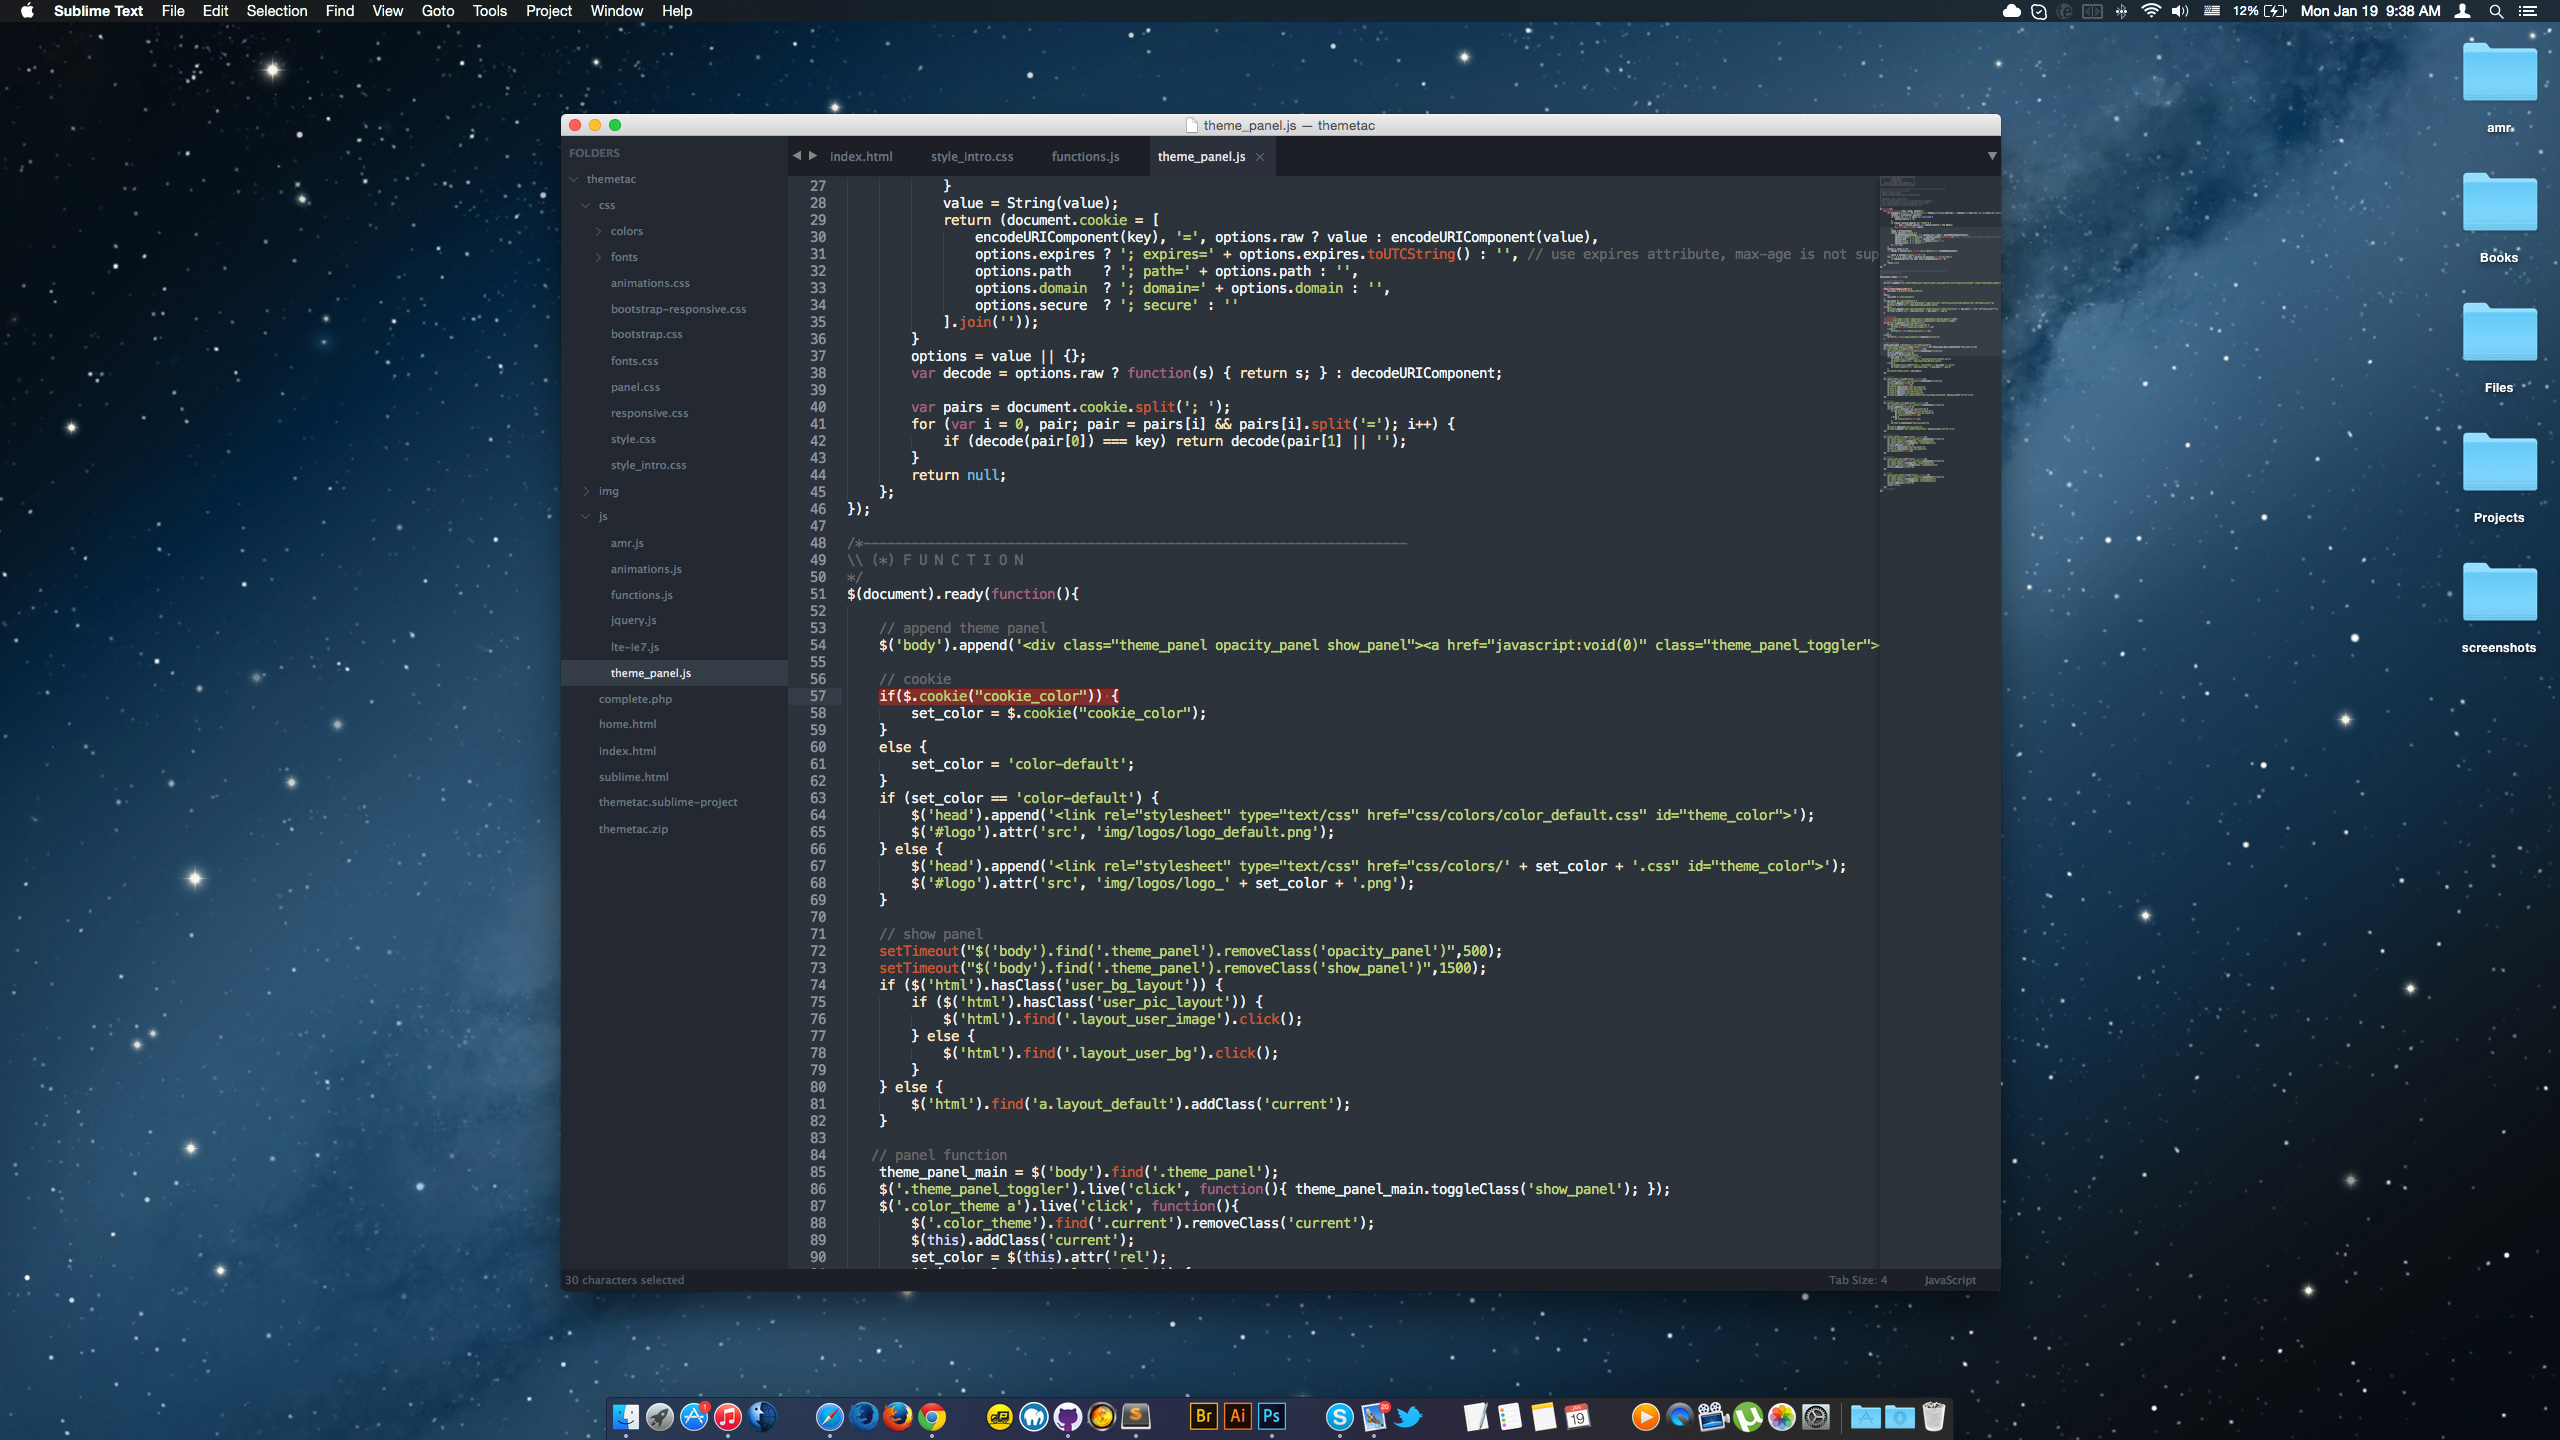 Sublime Text File Edit Selection Find View Goto Tools Project Window Help
12% Mon Jan 19 9:38 AM
amr
Books
Files
Projects
screenshots
theme_panel.js — themetac
FOLDERS
themetac
css
colors
fonts
animations.css
bootstrap-responsive.css
bootstrap.css
fonts.css
panel.css
responsive.css
style.css
style_intro.css
img
js
amr.js
animations.js
functions.js
jquery.js
lte-ie7.js
theme_panel.js
complete.php
home.html
index.html
sublime.html
themetac.sublime-project
themetac.zip
index.html style_intro.css functions.js theme_panel.js
27 }
28 value = String(value);
29 return (document.cookie = [
30 encodeURIComponent(key), '=', options.raw ? value : encodeURIComponent(value),
31 options.expires ? '; expires=' + options.expires.toUTCString() : '', // use expires attribute, max-age is not sup
32 options.path ? '; path=' + options.path : '',
33 options.domain ? '; domain=' + options.domain : '',
34 options.secure ? '; secure' : ''
35 ].join(''));
36 }
37 options = value || {};
38 var decode = options.raw ? function(s) { return s; } : decodeURIComponent;
39
40 var pairs = document.cookie.split('; ');
41 for (var i = 0, pair; pair = pairs[i] && pairs[i].split('='); i++) {
42 if (decode(pair[0]) === key) return decode(pair[1] || '');
43 }
44 return null;
45 };
46 });
47
48 /*--------------------------------------------------------------------
49 \\ (*) F U N C T I O N
50 */
51 $(document).ready(function(){
52
53 // append theme panel
54 $('body').append('<div class="theme_panel opacity_panel show_panel"><a href="javascript:void(0)" class="theme_panel_toggler">
55
56 // cookie
57 if($.cookie("cookie_color")) {
58 set_color = $.cookie("cookie_color");
59 }
60 else {
61 set_color = 'color-default';
62 }
63 if (set_color == 'color-default') {
64 $('head').append('<link rel="stylesheet" type="text/css" href="css/colors/color_default.css" id="theme_color">');
65 $('#logo').attr('src', 'img/logos/logo_default.png');
66 } else {
67 $('head').append('<link rel="stylesheet" type="text/css" href="css/colors/' + set_color + '.css" id="theme_color">');
68 $('#logo').attr('src', 'img/logos/logo_' + set_color + '.png');
69 }
70
71 // show panel
72 setTimeout("$('body').find('.theme_panel').removeClass('opacity_panel')",500);
73 setTimeout("$('body').find('.theme_panel').removeClass('show_panel')",1500);
74 if ($('html').hasClass('user_bg_layout')) {
75 if ($('html').hasClass('user_pic_layout')) {
76 $('html').find('.layout_user_image').click();
77 } else {
78 $('html').find('.layout_user_bg').click();
79 }
80 } else {
81 $('html').find('a.layout_default').addClass('current');
82 }
83
84 // panel function
85 theme_panel_main = $('body').find('.theme_panel');
86 $('.theme_panel_toggler').live('click', function(){ theme_panel_main.toggleClass('show_panel'); });
87 $('.color_theme a').live('click', function(){
88 $('.color_theme').find('.current').removeClass('current');
89 $(this).addClass('current');
90 set_color = $(this).attr('rel');
30 characters selected Tab Size: 4 JavaScript
1 S Br Ai Ps S 20 JAN 19